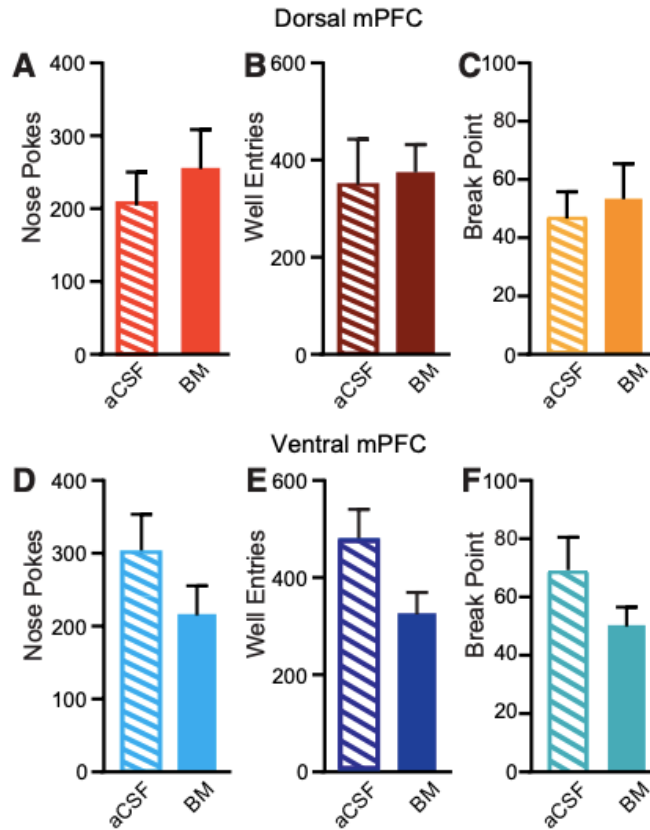 Dorsal mPFC
A
Nose Pokes
400
300
200
100
0
aCSF
BM
B
Well Entries
600
400
200
0
aCSF
BM
C
Break Point
100
80
60
40
20
0
aCSF
BM
Ventral mPFC
D
Nose Pokes
400
300
200
100
0
aCSF
BM
E
Well Entries
600
400
200
0
aCSF
BM
F
Break Point
100
80
60
40
20
0
aCSF
BM